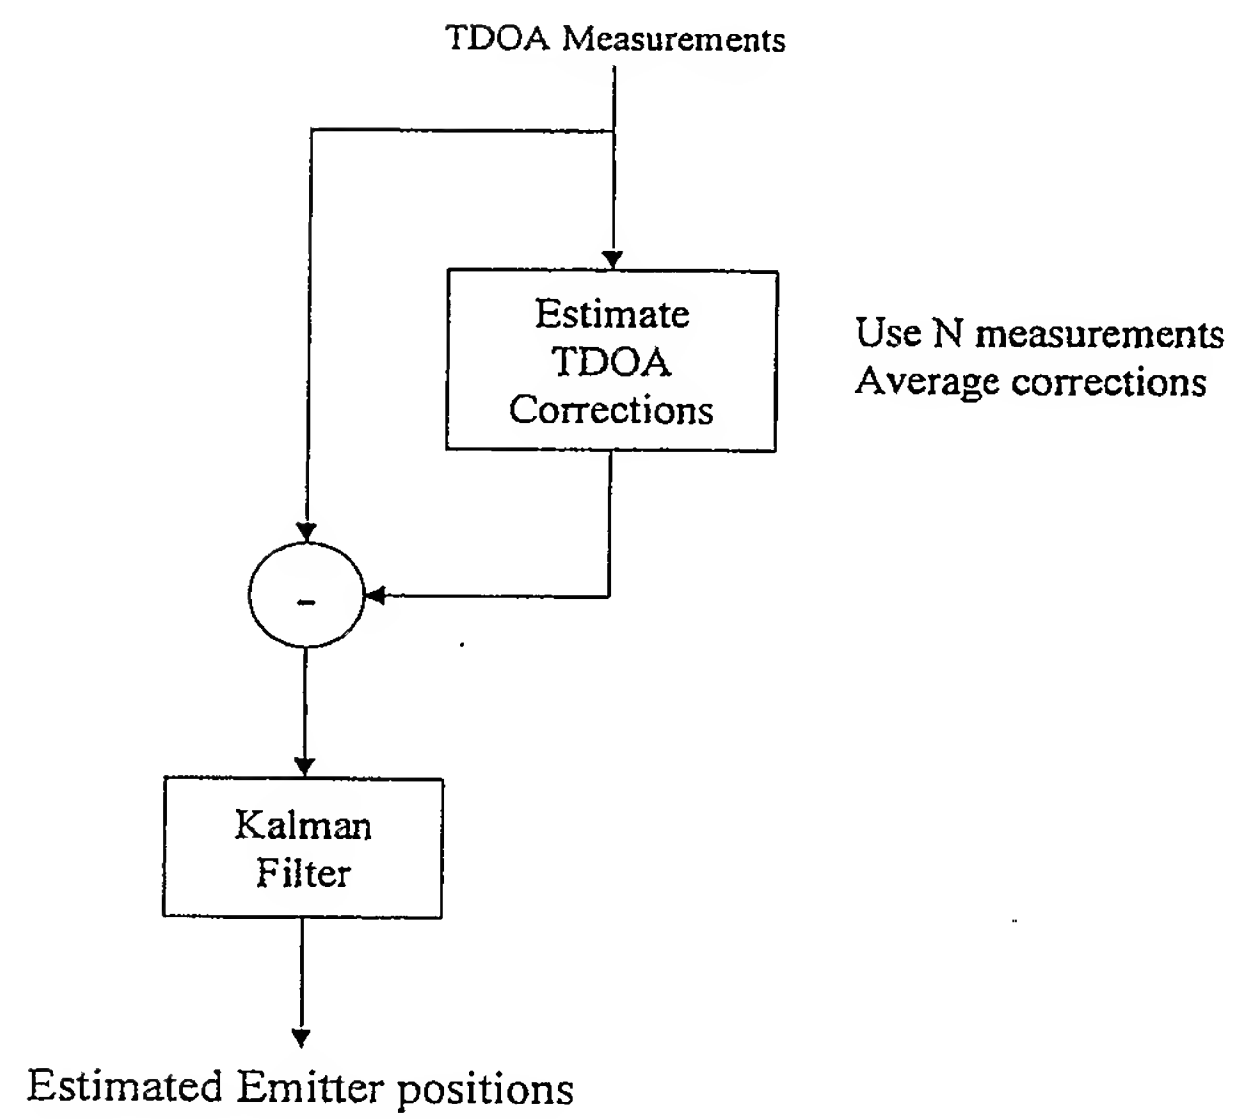 TDOA Measurements
Estimate
TDOA
Corrections
Use N measurements
Average corrections
-
Kalman
Filter
Estimated Emitter positions